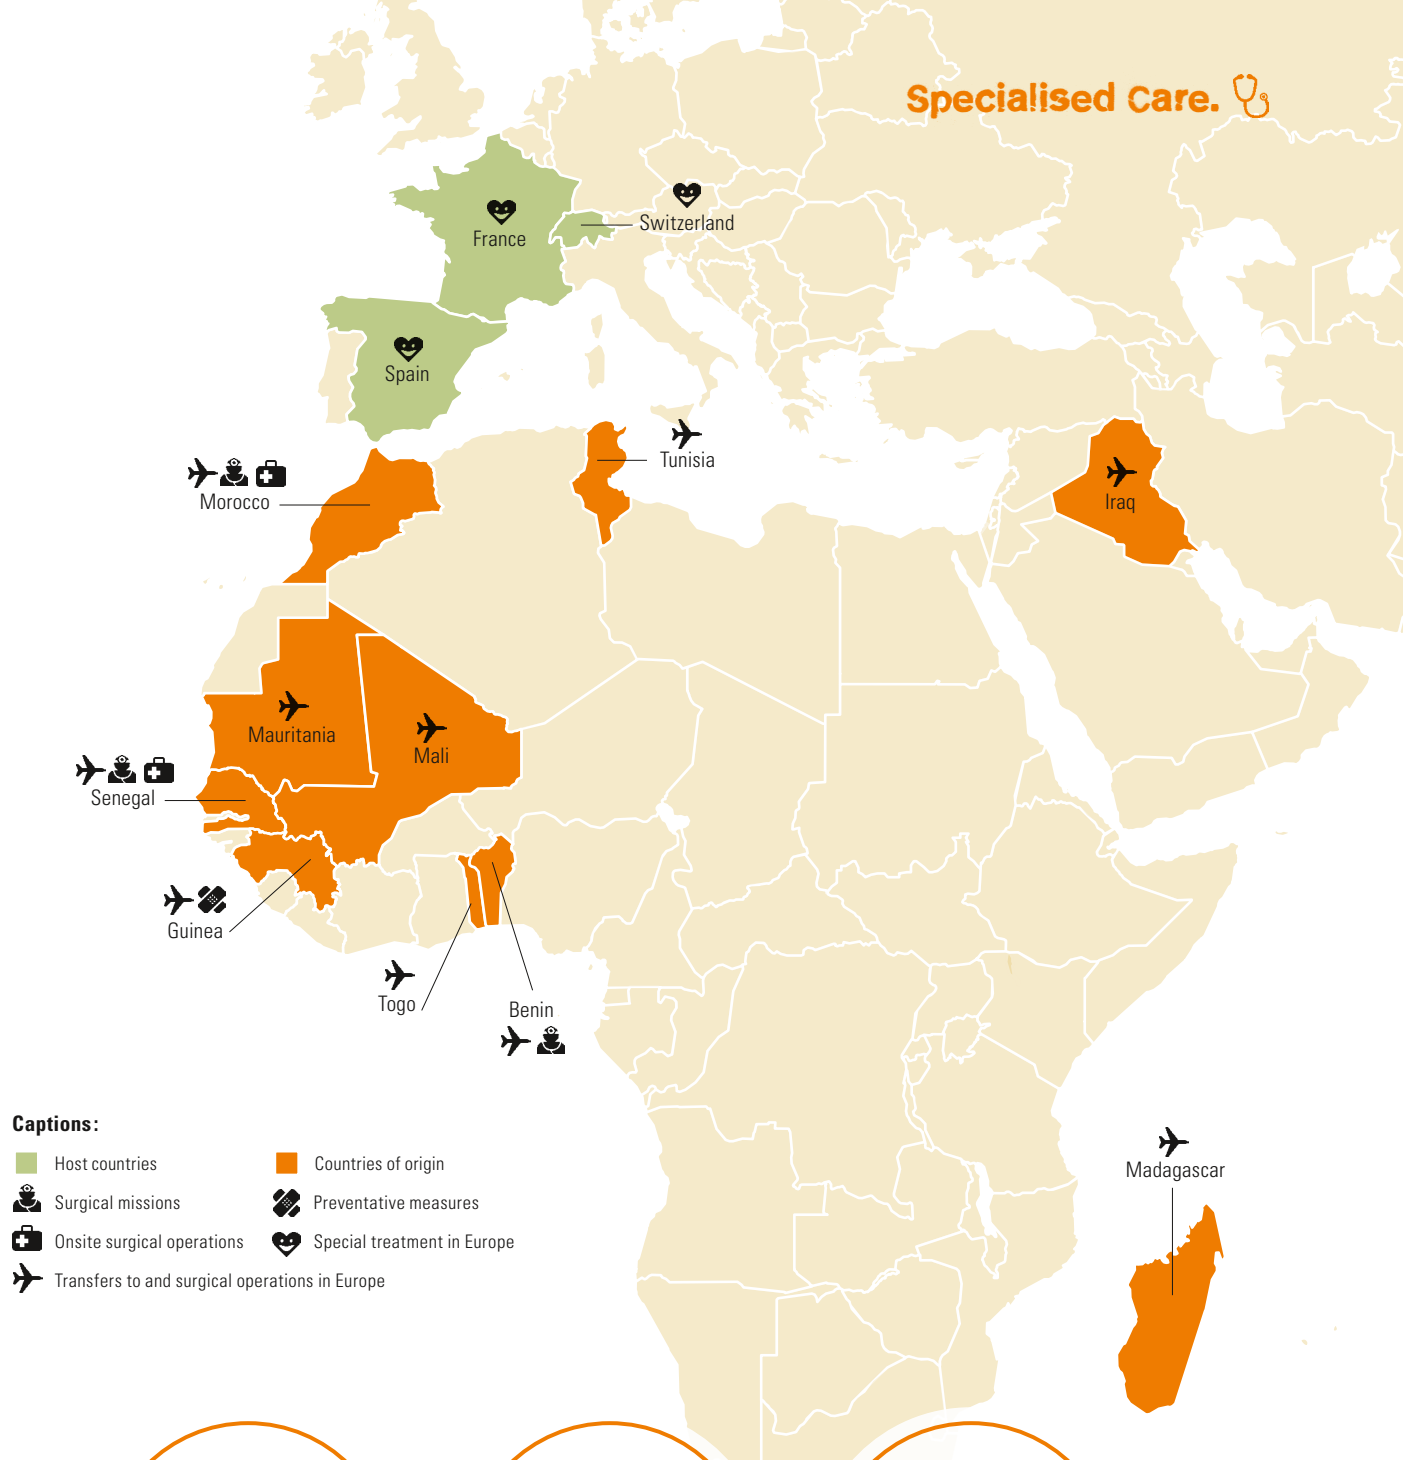 Specialised Care.
Switzerland
France
Spain
Tunisia
Morocco
Iraq
Mauritania
Mali
Senegal
Guinea
Togo
Benin
Captions:
Host countries
Countries of origin
Surgical missions
Preventative measures
Onsite surgical operations
Special treatment in Europe
Transfers to and surgical operations in Europe
Madagascar